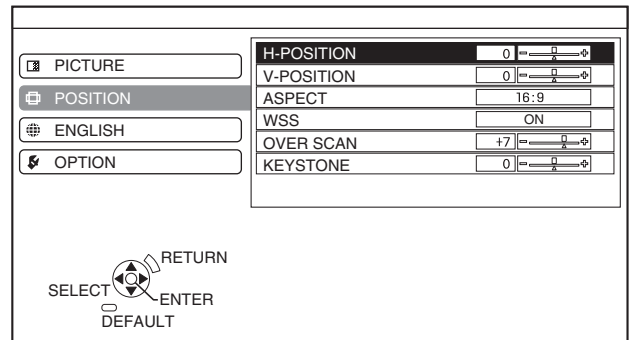 PICTURE
POSITION
ENGLISH
OPTION
H-POSITION 0
V-POSITION 0
ASPECT 16:9
WSS ON
OVER SCAN +7
KEYSTONE 0
RETURN
SELECT
ENTER
DEFAULT